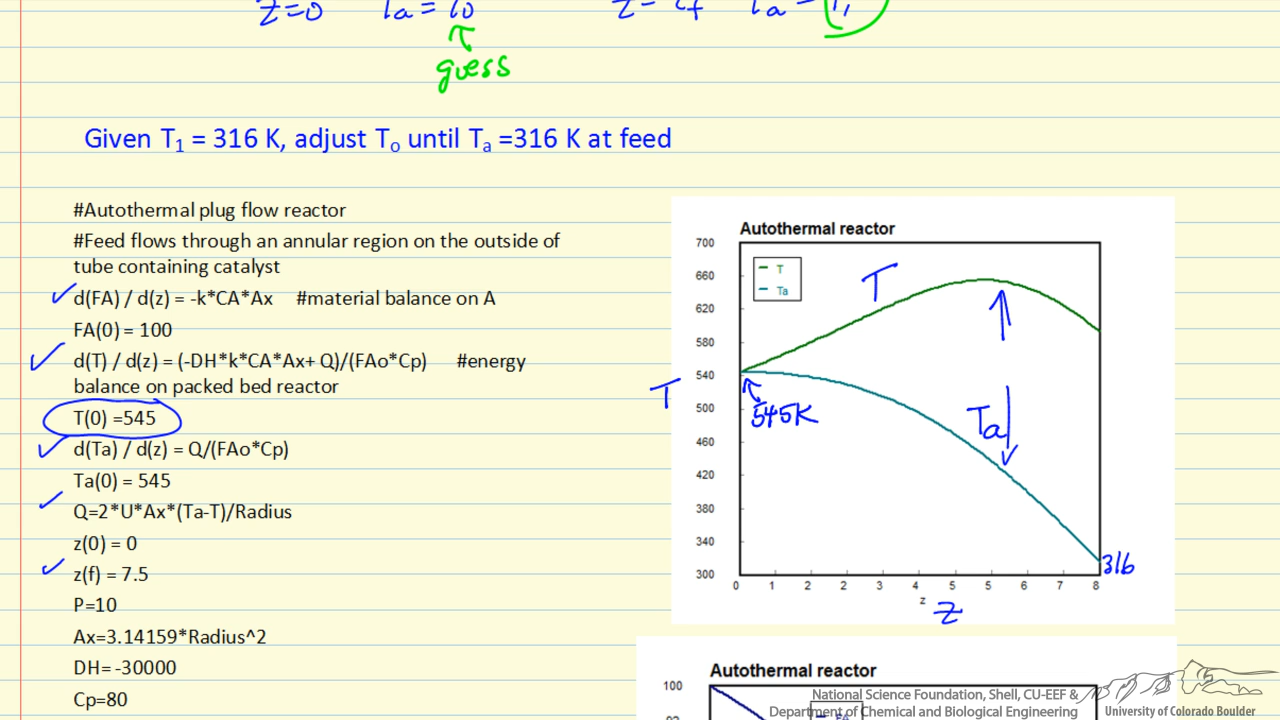 z=0 Ta = To z = zf Ta = T1
guess
Given T1 = 316 K, adjust To until Ta =316 K at feed
#Autothermal plug flow reactor
#Feed flows through an annular region on the outside of
tube containing catalyst
d(FA) / d(z) = -k*CA*Ax #material balance on A
FA(0) = 100
d(T) / d(z) = (-DH*k*CA*Ax+ Q)/(FAo*Cp) #energy
balance on packed bed reactor
T(0) =545
d(Ta) / d(z) = Q/(FAo*Cp)
Ta(0) = 545
Q=2*U*Ax*(Ta-T)/Radius
z(0) = 0
z(f) = 7.5
P=10
Ax=3.14159*Radius^2
DH= -30000
Cp=80
Autothermal reactor
700
660
620
580
540
500
460
420
380
340
300
T
Ta
T
T
545K
Ta
316
0 1 2 2 3 4 5 5 6 7 8
z
Z
Autothermal reactor
100
National Science Foundation, Shell, CU-EEF &
Department of Chemical and Biological Engineering
University of Colorado Boulder